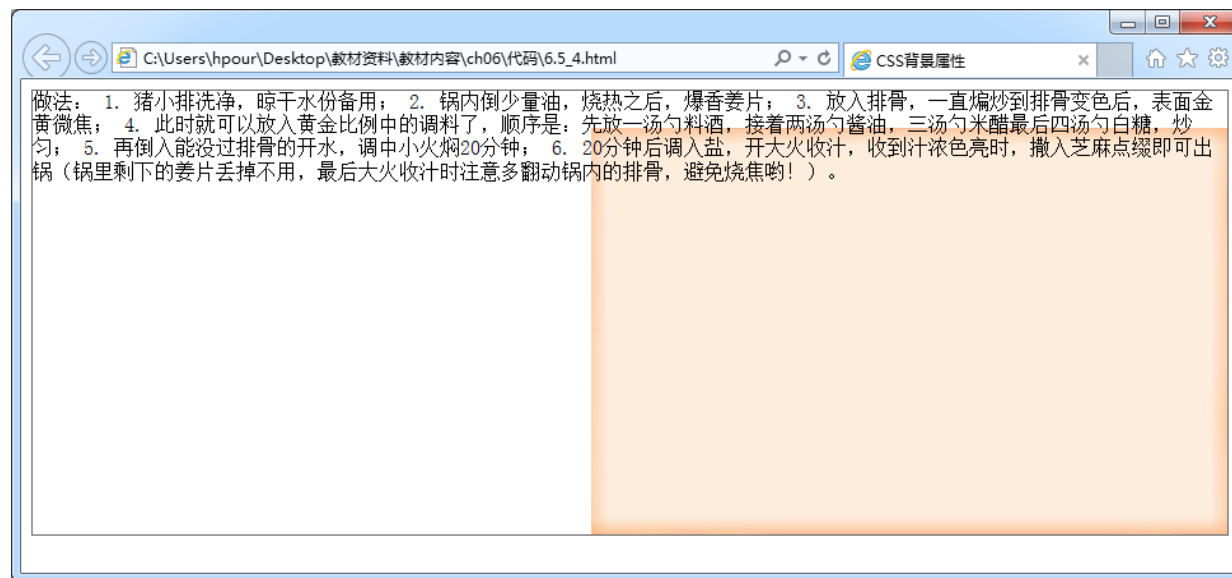 C:\Users\hpour\Desktop\教材资料\教材内容\ch06\代码\6.5_4.html
CSS背景属性
做法： 1. 猪小排洗净，晾干水份备用； 2. 锅内倒少量油，烧热之后，爆香姜片； 3. 放入排骨，一直煸炒到排骨变色后，表面金
黄微焦； 4. 此时就可以放入黄金比例中的调料了，顺序是：先放一汤勺料酒，接着两汤勺酱油，三汤勺米醋最后四汤勺白糖，炒
匀； 5. 再倒入能没过排骨的开水，调中小火焖20分钟； 6. 20分钟后调入盐，开大火收汁，收到汁浓色亮时，撒入芝麻点缀即可出
锅（锅里剩下的姜片丢掉不用，最后大火收汁时注意多翻动锅内的排骨，避免烧焦哟！）。